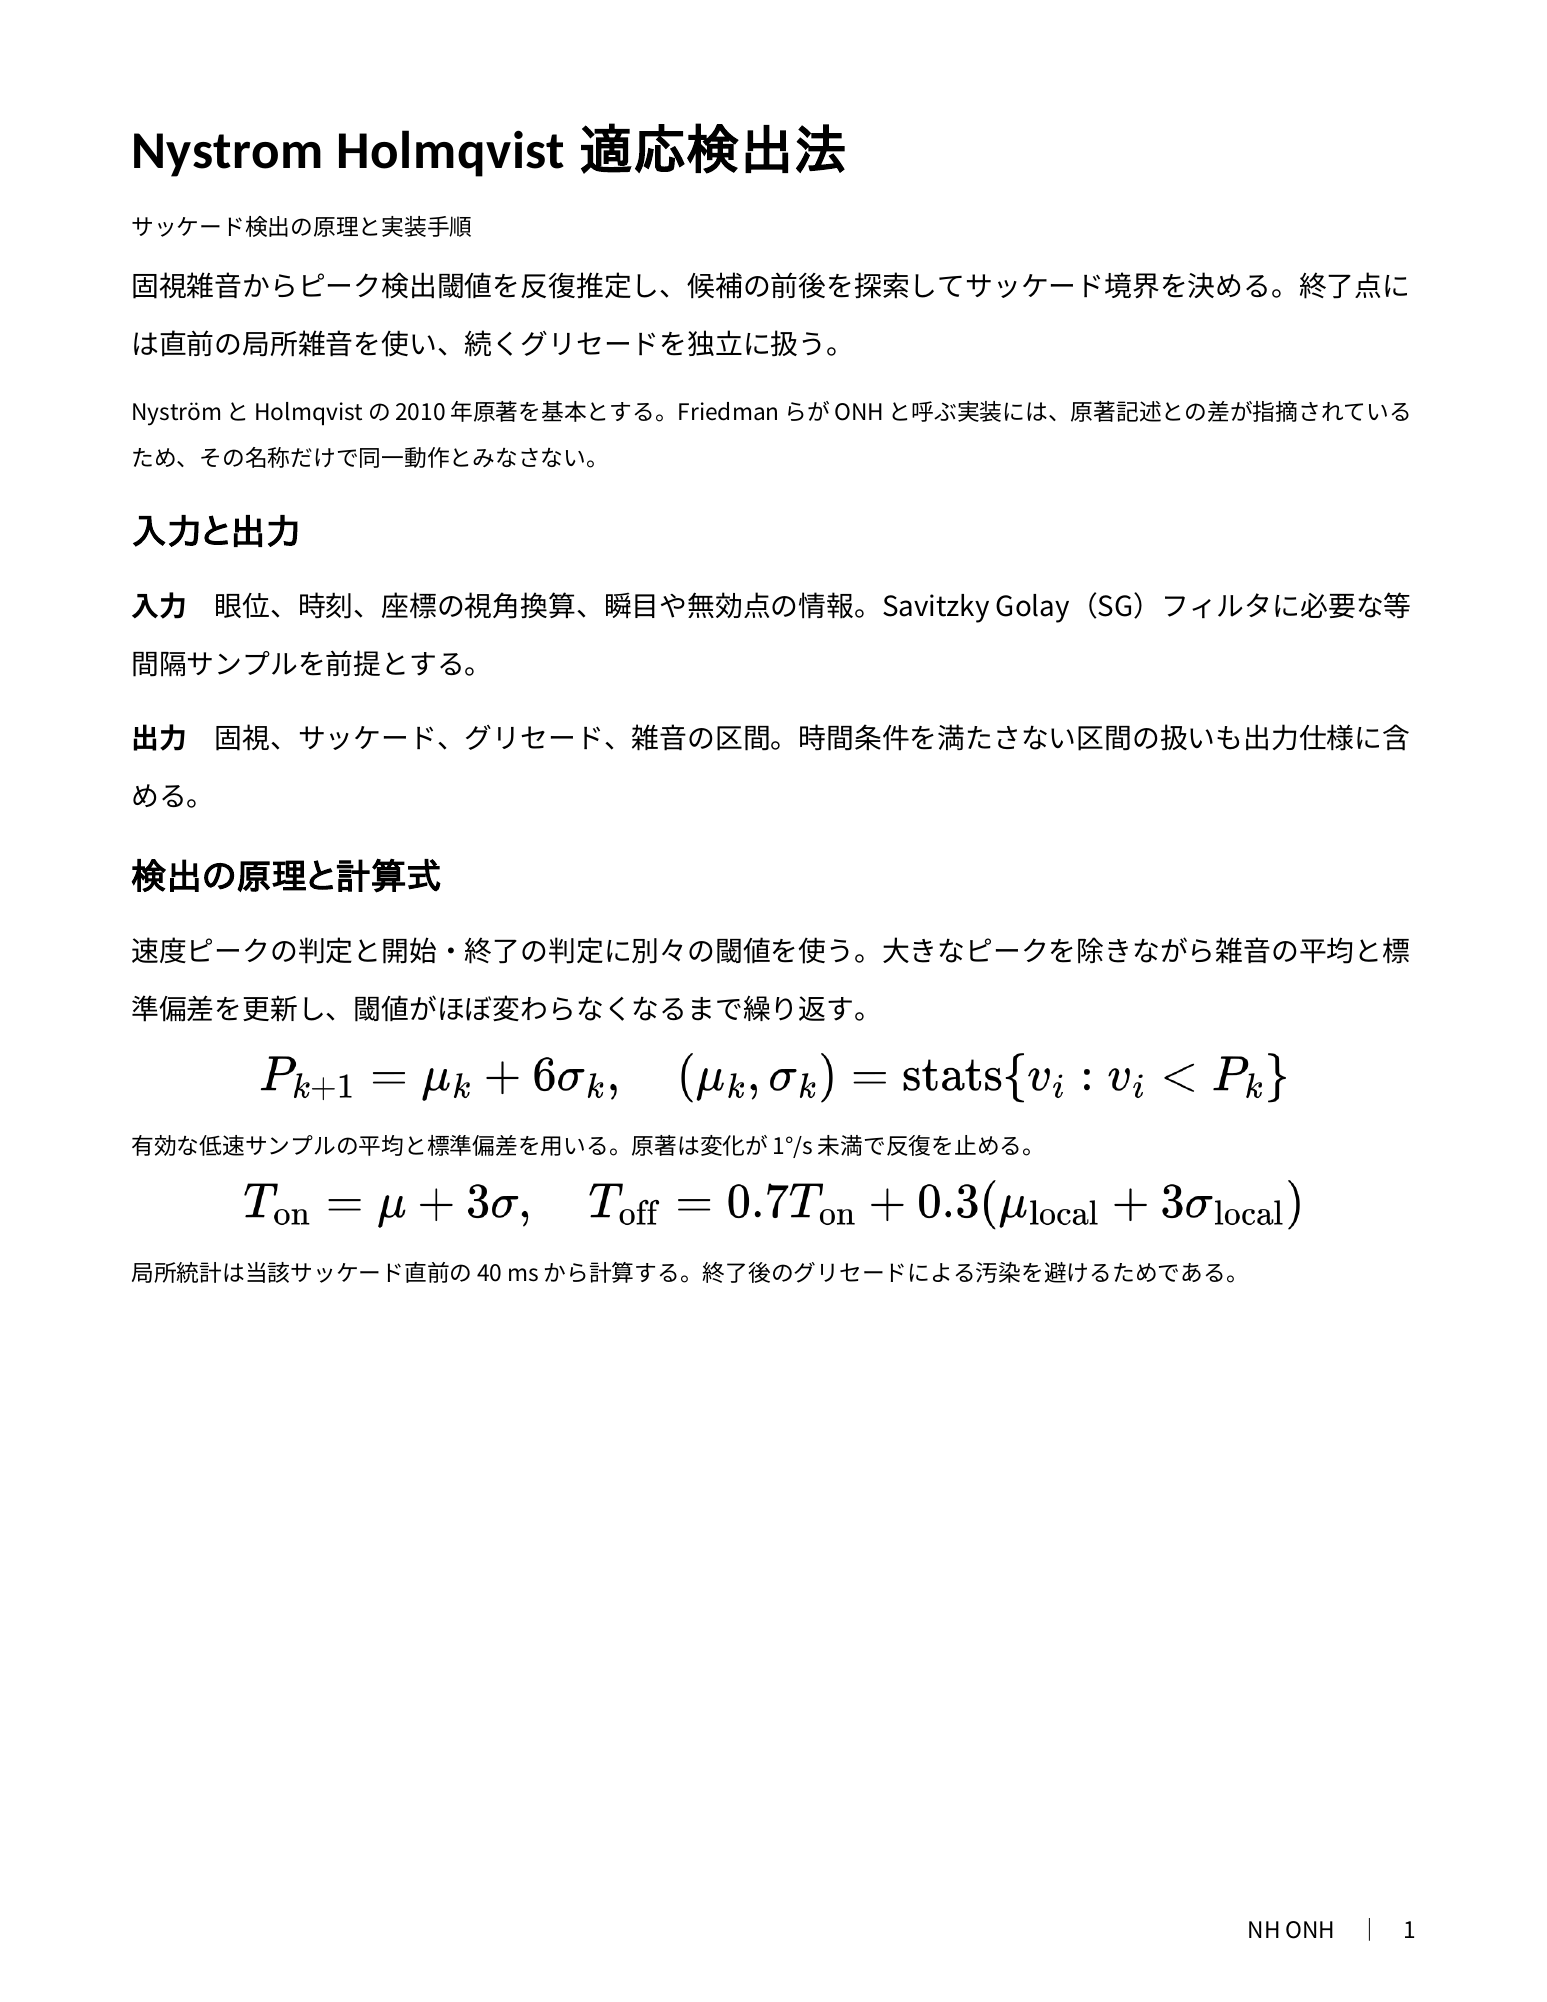 Nystrom Holmqvist 適応検出法
サッケード検出の原理と実装手順
固視雑音からピーク検出閾値を反復推定し、候補の前後を探索してサッケード境界を決める。終了点に
は直前の局所雑音を使い、続くグリセードを独立に扱う。
Nyström と Holmqvist の 2010 年原著を基本とする。Friedman らが ONH と呼ぶ実装には、原著記述との差が指摘されている
ため、その名称だけで同一動作とみなさない。
入力と出力
入力　眼位、時刻、座標の視角換算、瞬目や無効点の情報。Savitzky Golay（SG）フィルタに必要な等
間隔サンプルを前提とする。
出力　固視、サッケード、グリセード、雑音の区間。時間条件を満たさない区間の扱いも出力仕様に含
める。
検出の原理と計算式
速度ピークの判定と開始・終了の判定に別々の閾値を使う。大きなピークを除きながら雑音の平均と標
準偏差を更新し、閾値がほぼ変わらなくなるまで繰り返す。
P_{k+1} = μ_k + 6σ_k, (μ_k, σ_k) = stats{v_i : v_i < P_k}
有効な低速サンプルの平均と標準偏差を用いる。原著は変化が 1°/s 未満で反復を止める。
T_on = μ + 3σ, T_off = 0.7T_on + 0.3(μ_local + 3σ_local)
局所統計は当該サッケード直前の 40 ms から計算する。終了後のグリセードによる汚染を避けるためである。
NH ONH | 1